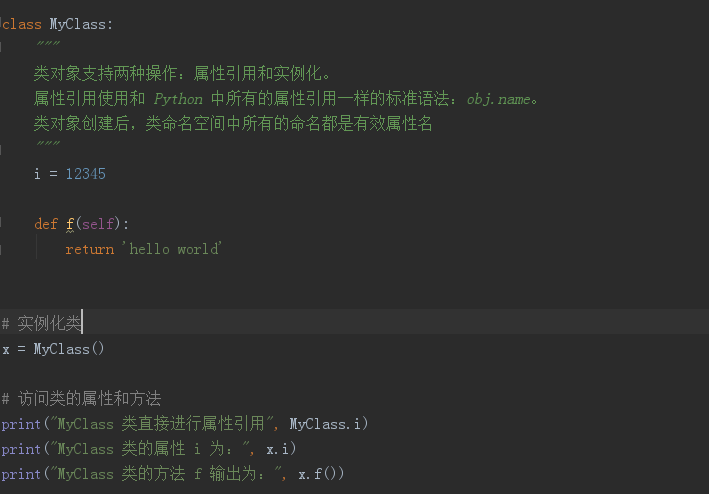 class MyClass:
    """
    类对象支持两种操作：属性引用和实例化。
    属性引用使用和 Python 中所有的属性引用一样的标准语法：obj.name。
    类对象创建后，类命名空间中所有的命名都是有效属性名
    """
    i = 12345
    def f(self):
        return 'hello world'
# 实例化类
x = MyClass()
# 访问类的属性和方法
print("MyClass 类直接进行属性引用", MyClass.i)
print("MyClass 类的属性 i 为：", x.i)
print("MyClass 类的方法 f 输出为：", x.f())